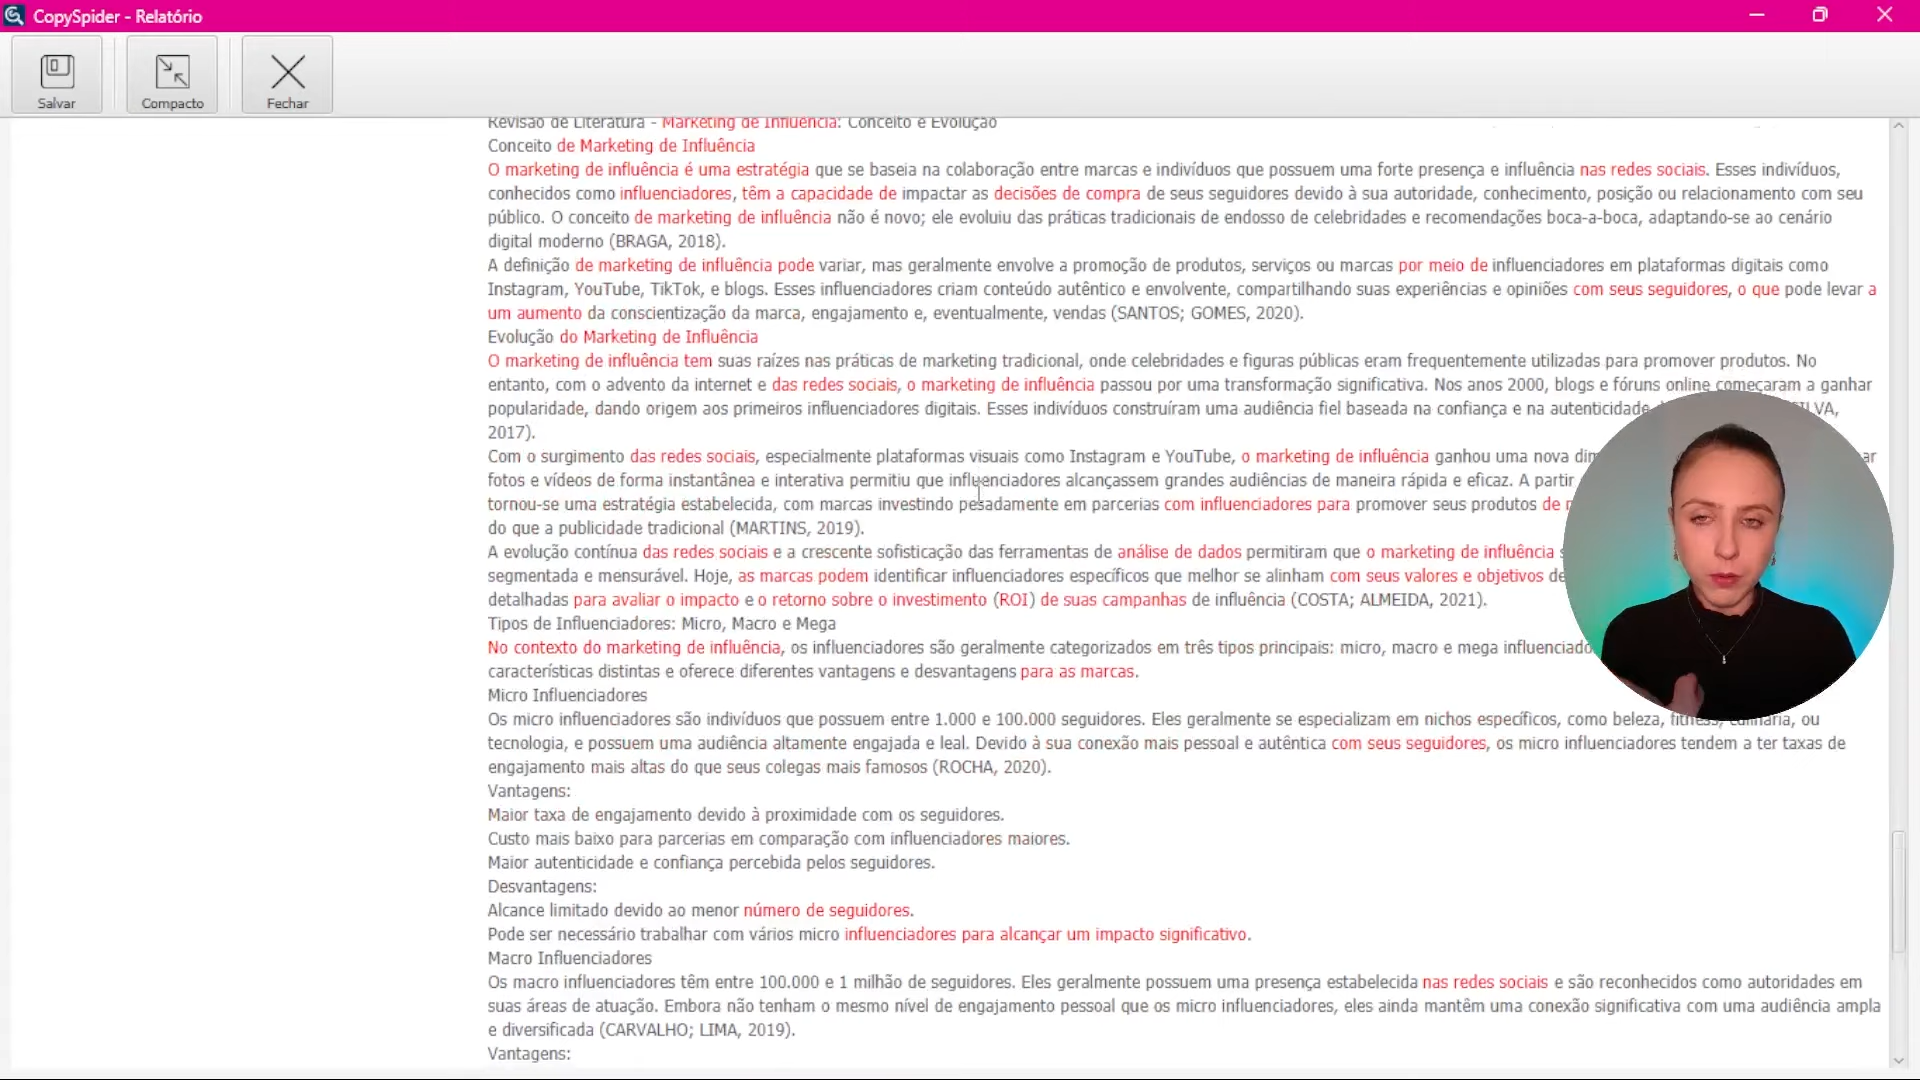 CopySpider - Relatório
Salvar
Compacto
Fechar
Revisão de Literatura - Marketing de Influência: Conceito e Evolução
Conceito de Marketing de Influência
O marketing de influência é uma estratégia que se baseia na colaboração entre marcas e indivíduos que possuem uma forte presença e influência nas redes sociais. Esses indivíduos,
conhecidos como influenciadores, têm a capacidade de impactar as decisões de compra de seus seguidores devido à sua autoridade, conhecimento, posição ou relacionamento com seu
público. O conceito de marketing de influência não é novo; ele evoluiu das práticas tradicionais de endosso de celebridades e recomendações boca-a-boca, adaptando-se ao cenário
digital moderno (BRAGA, 2018).
A definição de marketing de influência pode variar, mas geralmente envolve a promoção de produtos, serviços ou marcas por meio de influenciadores em plataformas digitais como
Instagram, YouTube, TikTok, e blogs. Esses influenciadores criam conteúdo autêntico e envolvente, compartilhando suas experiências e opiniões com seus seguidores, o que pode levar a
um aumento da conscientização da marca, engajamento e, eventualmente, vendas (SANTOS; GOMES, 2020).
Evolução do Marketing de Influência
O marketing de influência tem suas raízes nas práticas de marketing tradicional, onde celebridades e figuras públicas eram frequentemente utilizadas para promover produtos. No
entanto, com o advento da internet e das redes sociais, o marketing de influência passou por uma transformação significativa. Nos anos 2000, blogs e fóruns online começaram a ganhar
popularidade, dando origem aos primeiros influenciadores digitais. Esses indivíduos construíram uma audiência fiel baseada na confiança e na autenticidade SILVA,
2017).
Com o surgimento das redes sociais, especialmente plataformas visuais como Instagram e YouTube, o marketing de influência ganhou uma nova
fotos e vídeos de forma instantânea e interativa permitiu que influenciadores alcançassem grandes audiências de maneira rápida e eficaz. A partir
tornou-se uma estratégia estabelecida, com marcas investindo pesadamente em parcerias com influenciadores para promover seus produtos de
do que a publicidade tradicional (MARTINS, 2019).
A evolução contínua das redes sociais e a crescente sofisticação das ferramentas de análise de dados permitiram que o marketing de influência
segmentada e mensurável. Hoje, as marcas podem identificar influenciadores específicos que melhor se alinham com seus valores e objetivos
detalhadas para avaliar o impacto e o retorno sobre o investimento (ROI) de suas campanhas de influência (COSTA; ALMEIDA, 2021).
Tipos de Influenciadores: Micro, Macro e Mega
No contexto do marketing de influência, os influenciadores são geralmente categorizados em três tipos principais: micro, macro e mega
características distintas e oferece diferentes vantagens e desvantagens para as marcas.
Micro Influenciadores
Os micro influenciadores são indivíduos que possuem entre 1.000 e 100.000 seguidores. Eles geralmente se especializam em nichos específicos, como beleza, fitness, culinária, ou
tecnologia, e possuem uma audiência altamente engajada e leal. Devido à sua conexão mais pessoal e autêntica com seus seguidores, os micro influenciadores tendem a ter taxas de
engajamento mais altas do que seus colegas mais famosos (ROCHA, 2020).
Vantagens:
Maior taxa de engajamento devido à proximidade com os seguidores.
Custo mais baixo para parcerias em comparação com influenciadores maiores.
Maior autenticidade e confiança percebida pelos seguidores.
Desvantagens:
Alcance limitado devido ao menor número de seguidores.
Pode ser necessário trabalhar com vários micro influenciadores para alcançar um impacto significativo.
Macro Influenciadores
Os macro influenciadores têm entre 100.000 e 1 milhão de seguidores. Eles geralmente possuem uma presença estabelecida nas redes sociais e são reconhecidos como autoridades em
suas áreas de atuação. Embora não tenham o mesmo nível de engajamento pessoal que os micro influenciadores, eles ainda mantêm uma conexão significativa com uma audiência ampla
e diversificada (CARVALHO; LIMA, 2019).
Vantagens: